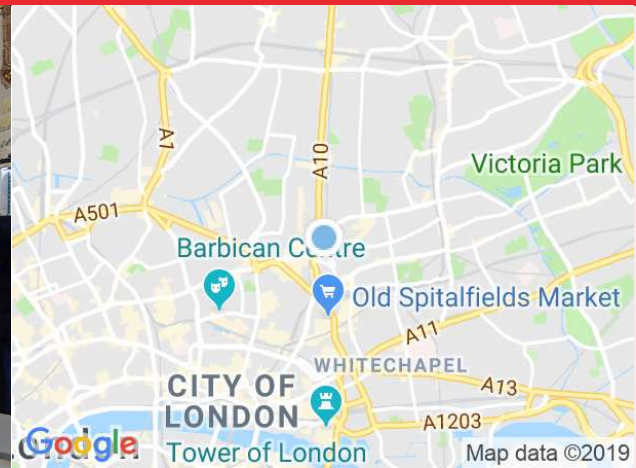 A1
A10
Victoria Park
A501
Barbican Centre
Old Spitalfields Market
A11
WHITECHAPEL
CITY OF
LONDON
A13
A1203
Google
Tower of London
Map data ©2019